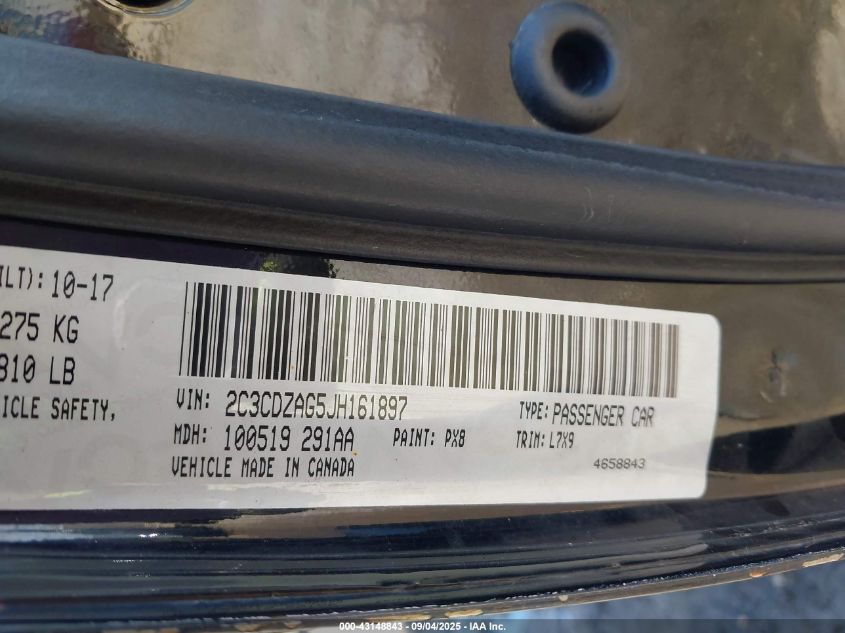 ILT): 10-17
275 KG
810 LB
ICLE SAFETY,
VIN: 2C3CDZAG5JH161897
TYPE: PASSENGER CAR
MDH: 100519 291AA
PAINT: PX8
TRIM: L7X9
VEHICLE MADE IN CANADA
4658843
000-43148843 - 09/04/2025 - IAA Inc.